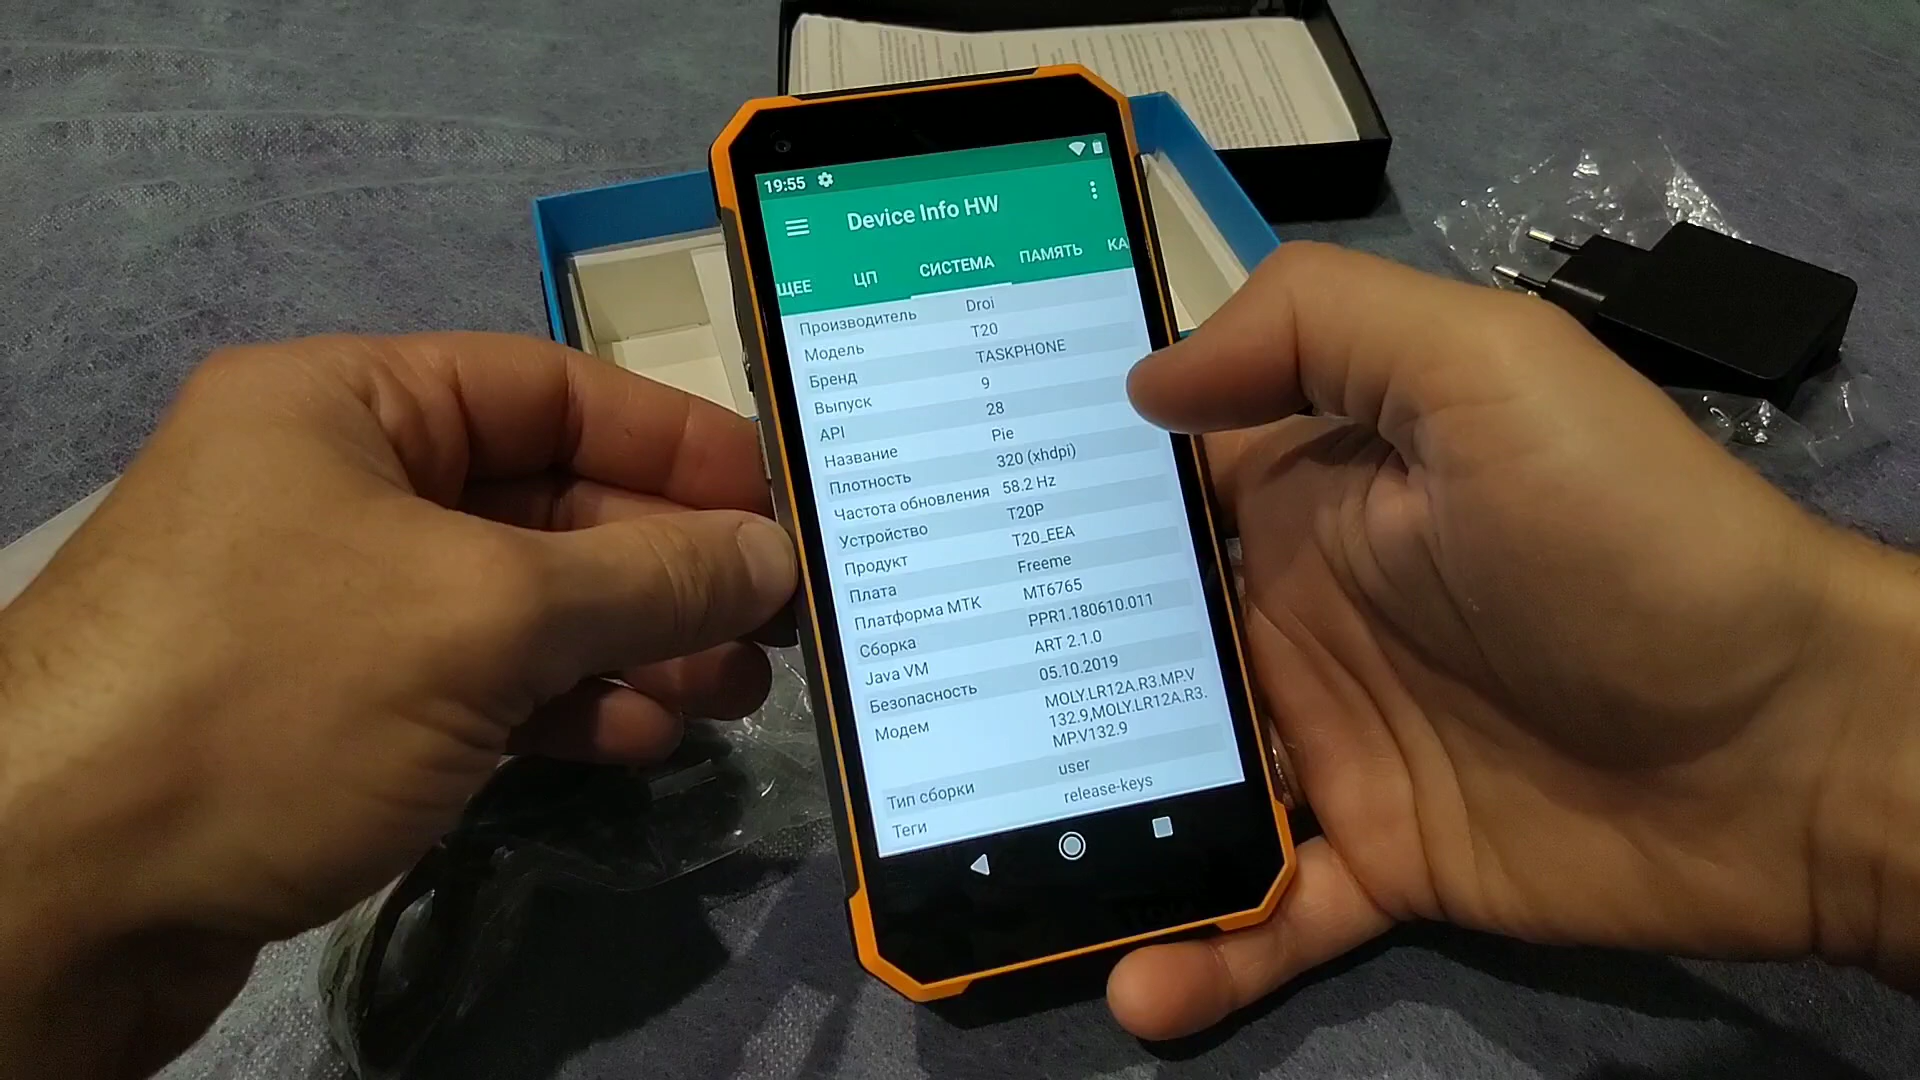 19:55
Device Info HW
ЩЕЕ ЦП СИСТЕМА ПАМЯТЬ КА
Производитель Droi
Модель T20
Бренд TASKPHONE
Выпуск 9
API 28
Название Pie
Плотность 320 (xhdpi)
Частота обновления 58.2 Hz
Устройство T20P
Продукт T20_EEA
Плата Freeme
Платформа МТК MT6765
Сборка PPR1.180610.011
Java VM ART 2.1.0
Безопасность 05.10.2019
Модем MOLY.LR12A.R3.MP.V
132.9,MOLY.LR12A.R3.
MP.V132.9
Тип сборки user
Теги release-keys